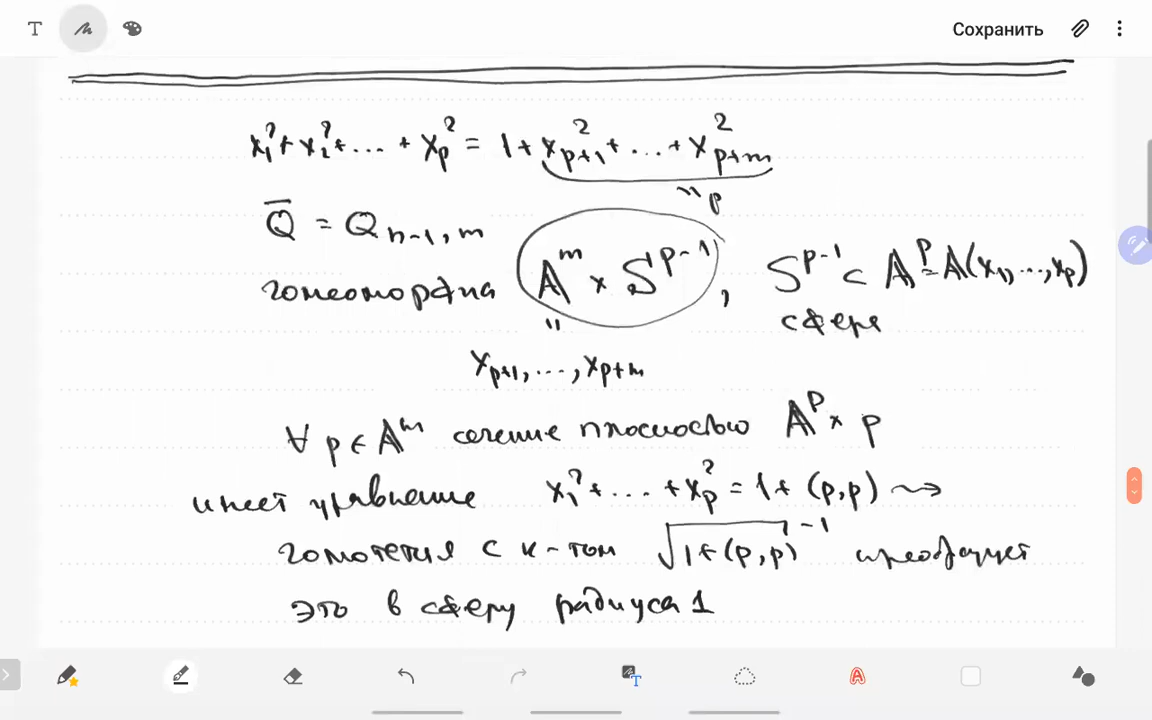 T Сохранить
x₁² + x₂² + ... + x_p² = 1 + x_{p+1}² + ... + x_{p+m}²
" p
Q̄ = Q_{n-1,m}
гомеоморфна 𝔸^m × S^{p-1}, S^{p-1} ⊂ 𝔸^p = 𝔸(x₁, ..., x_p)
" сфера
x_{p+1}, ..., x_{p+m}
∀ p ∈ 𝔸^m сечение плоскостью 𝔸^p × p
имеет уравнение x₁² + ... + x_p² = 1 + (p,p) ⇝
гомотетия с к-том √(1+(p,p))^{-1} преобразует
это в сферу радиуса 1
T
A